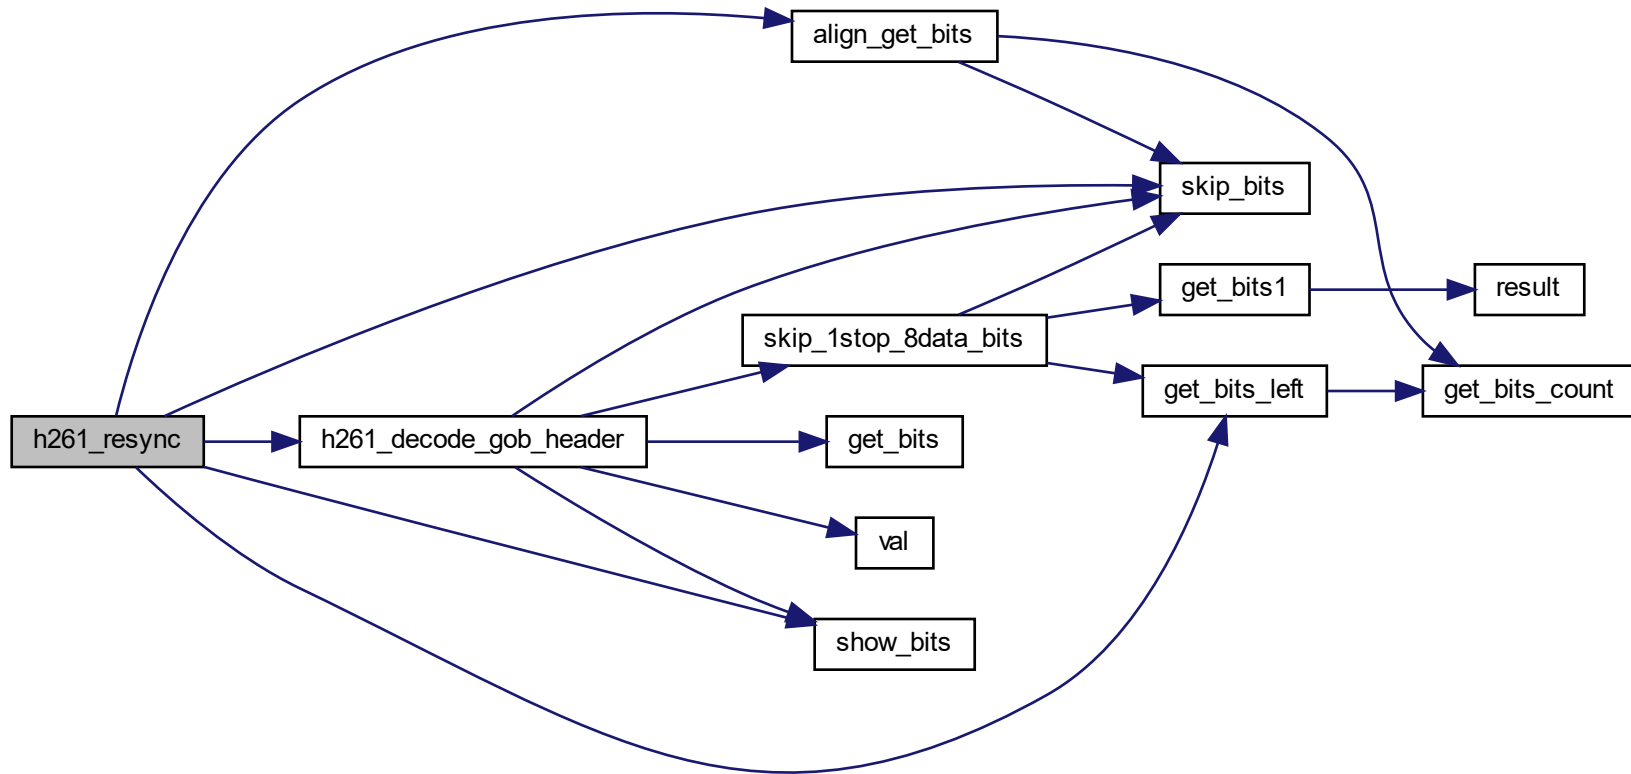 align_get_bits
skip_bits
get_bits1
result
skip_1stop_8data_bits
get_bits_left
get_bits_count
h261_resync
h261_decode_gob_header
get_bits
val
show_bits